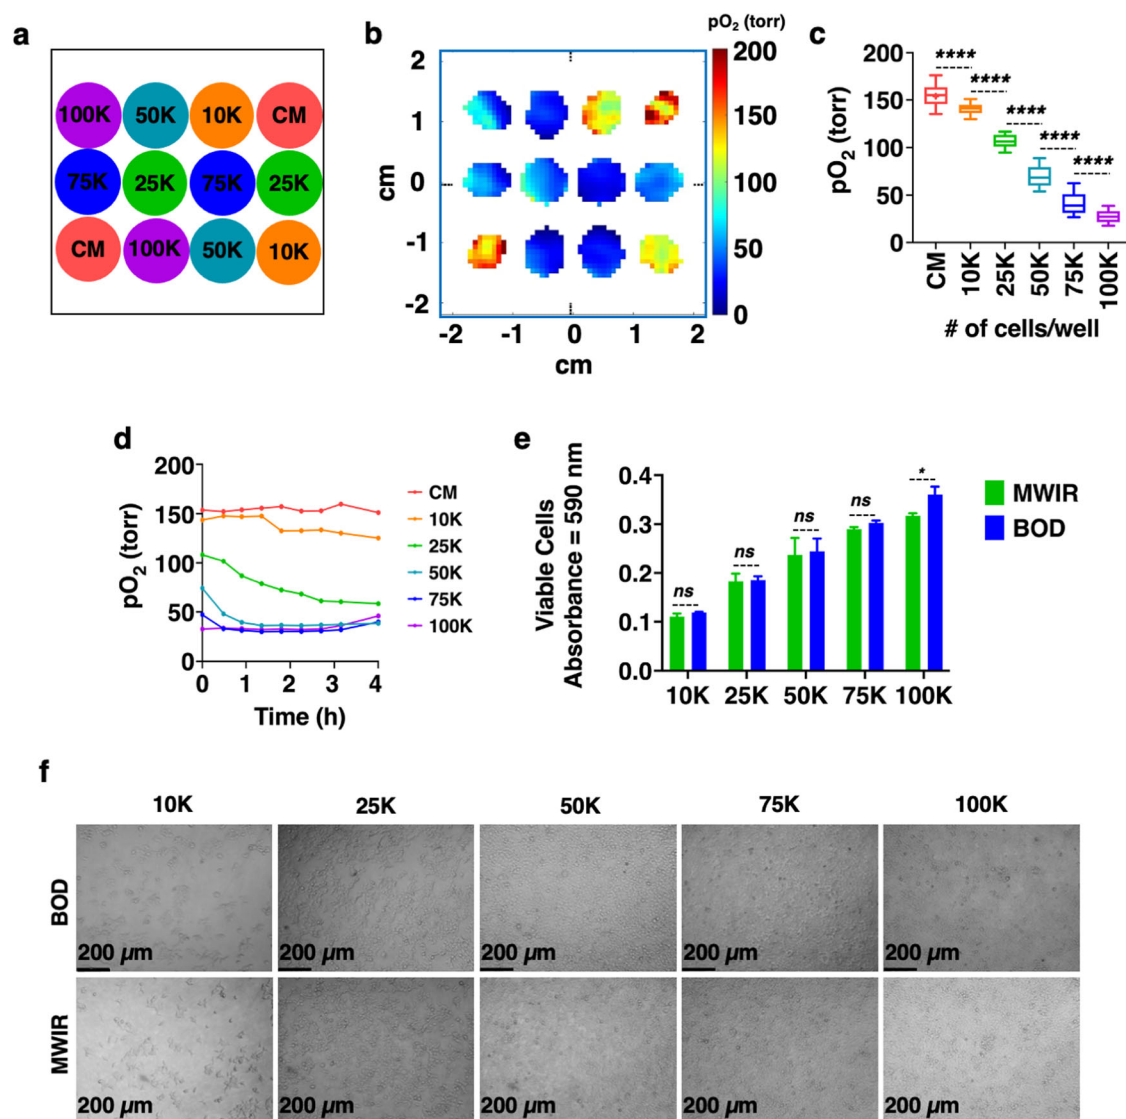 a
100K 50K 10K CM
75K 25K 75K 25K
CM 100K 50K 10K
b
pO₂ (torr)
2
1
0
-1
-2
cm
-2 -1 0 1 2
cm
200
150
100
50
0
c
200
150
100
50
0
pO₂ (torr)
**** **** **** **** ****
CM 10K 25K 50K 75K 100K
# of cells/well
d
200
150
100
50
0
pO₂ (torr)
0 1 2 3 4
Time (h)
CM
10K
25K
50K
75K
100K
e
Viable Cells
Absorbance = 590 nm
0.4
0.3
0.2
0.1
0.0
ns ns ns ns *
10K 25K 50K 75K 100K
MWIR
BOD
f
10K 25K 50K 75K 100K
BOD
200 µm 200 µm 200 µm 200 µm 200 µm
MWIR
200 µm 200 µm 200 µm 200 µm 200 µm